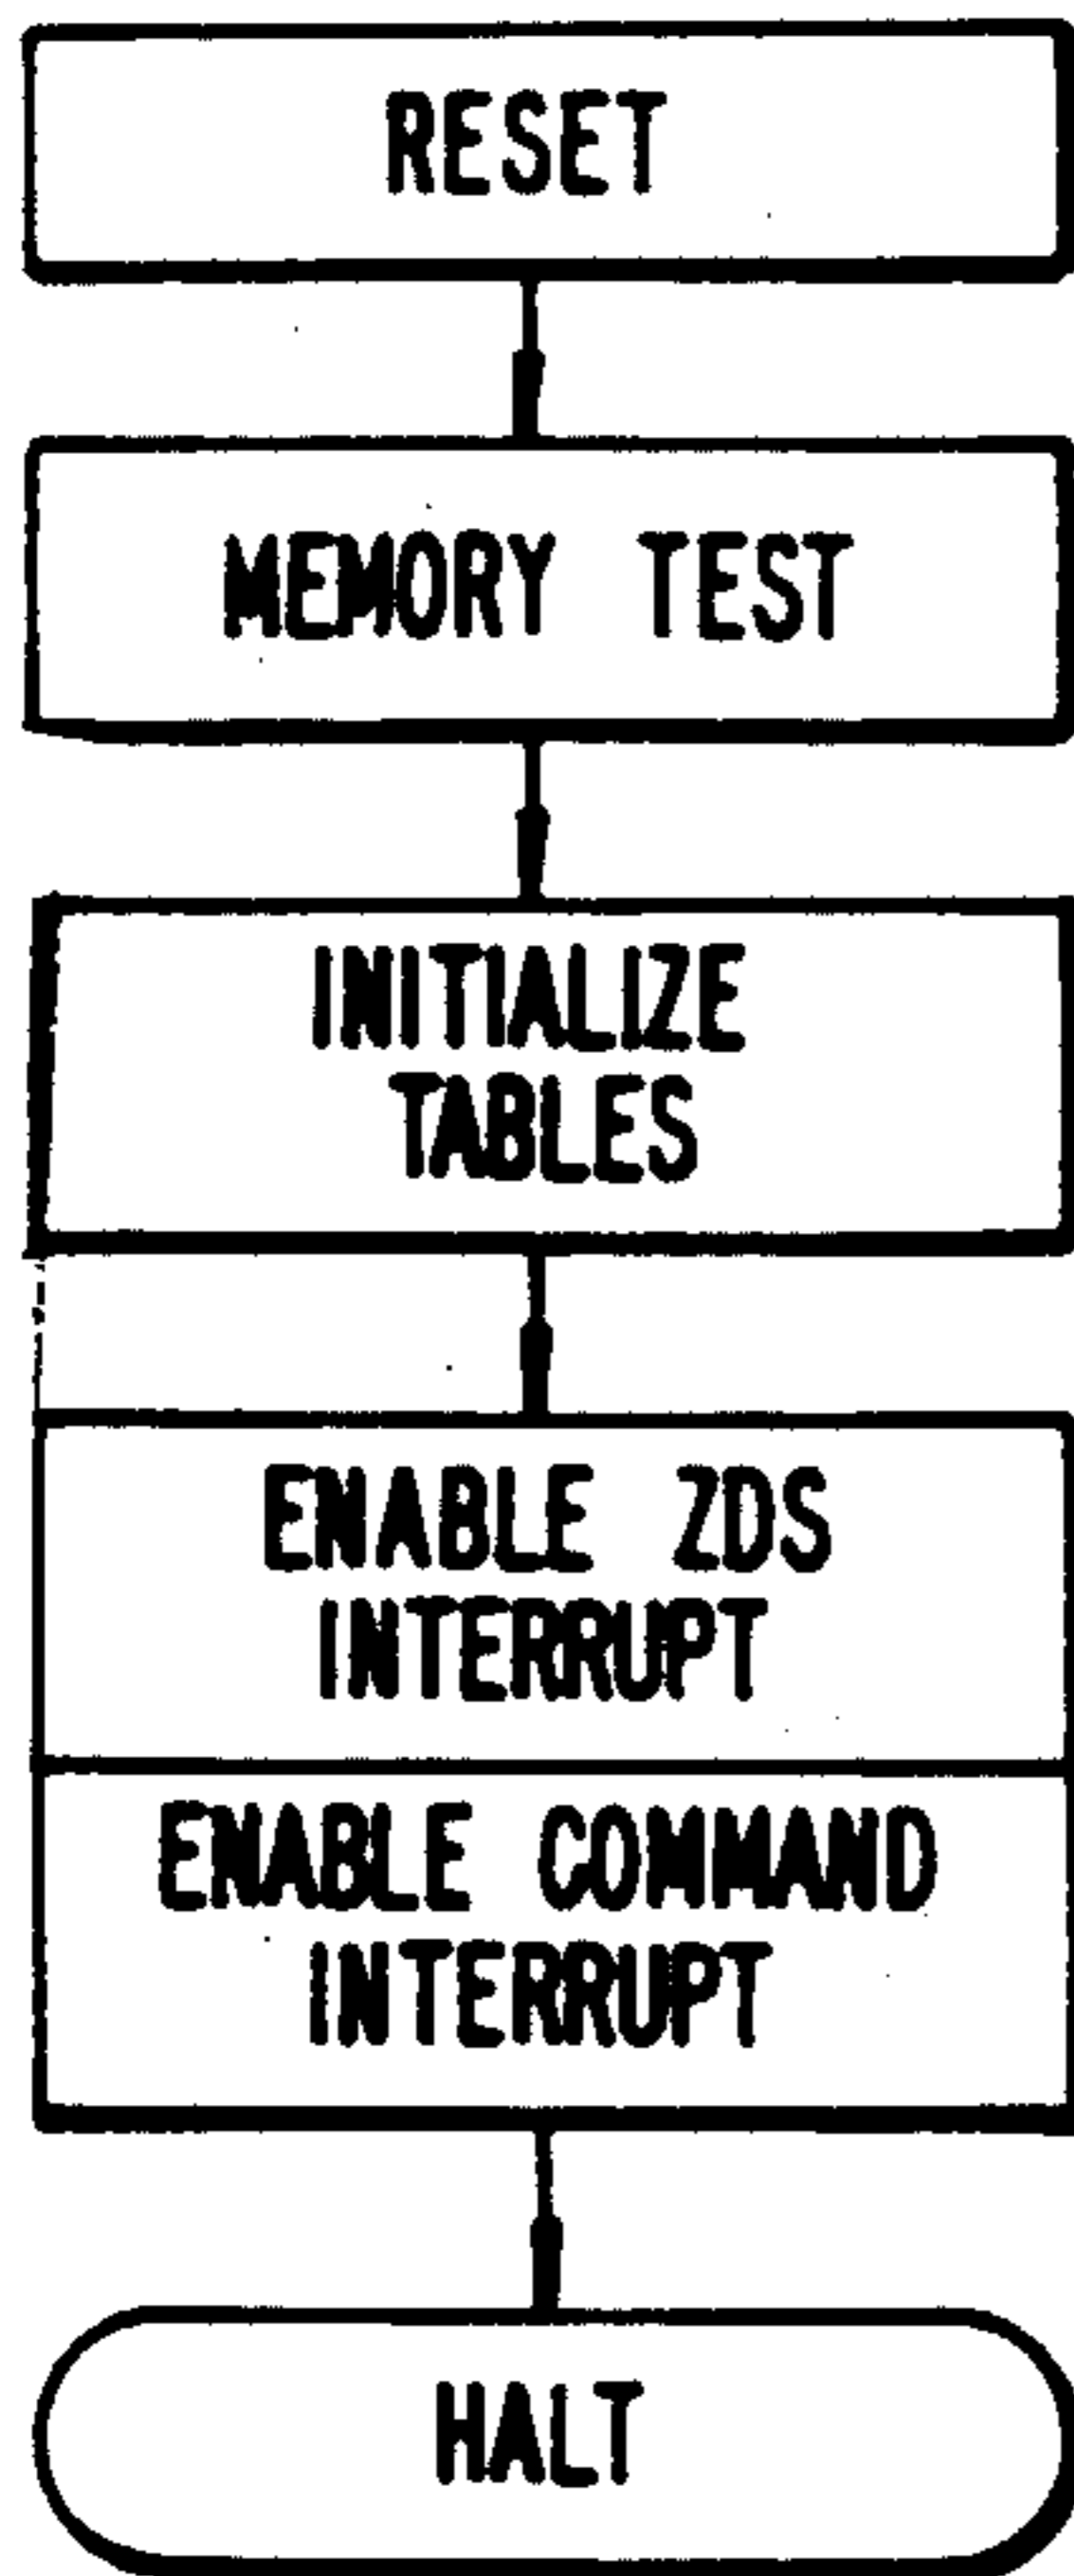 RESET
MEMORY TEST
INITIALIZE
TABLES
ENABLE ZDS
INTERRUPT
ENABLE COMMAND
INTERRUPT
HALT